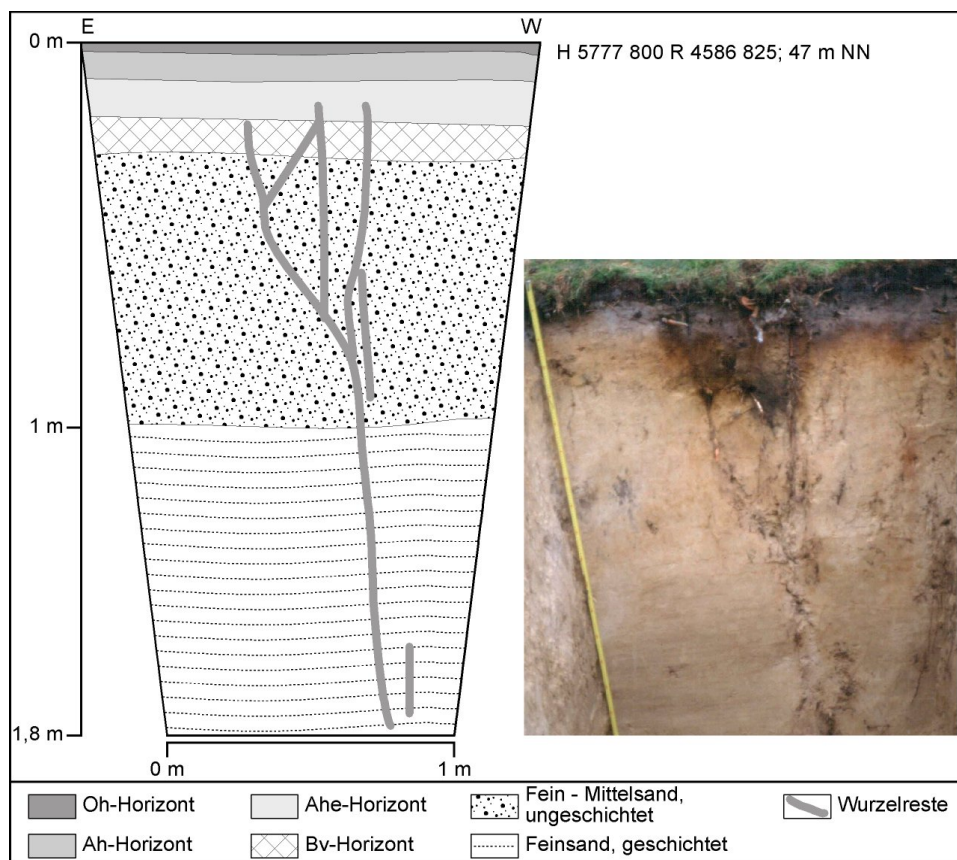 E W
0 m
H 5777 800 R 4586 825; 47 m NN
1 m
1,8 m
0 m 1 m
Oh-Horizont
Ah-Horizont
Ahe-Horizont
Bv-Horizont
Fein - Mittelsand,
ungeschichtet
Feinsand, geschichtet
Wurzelreste